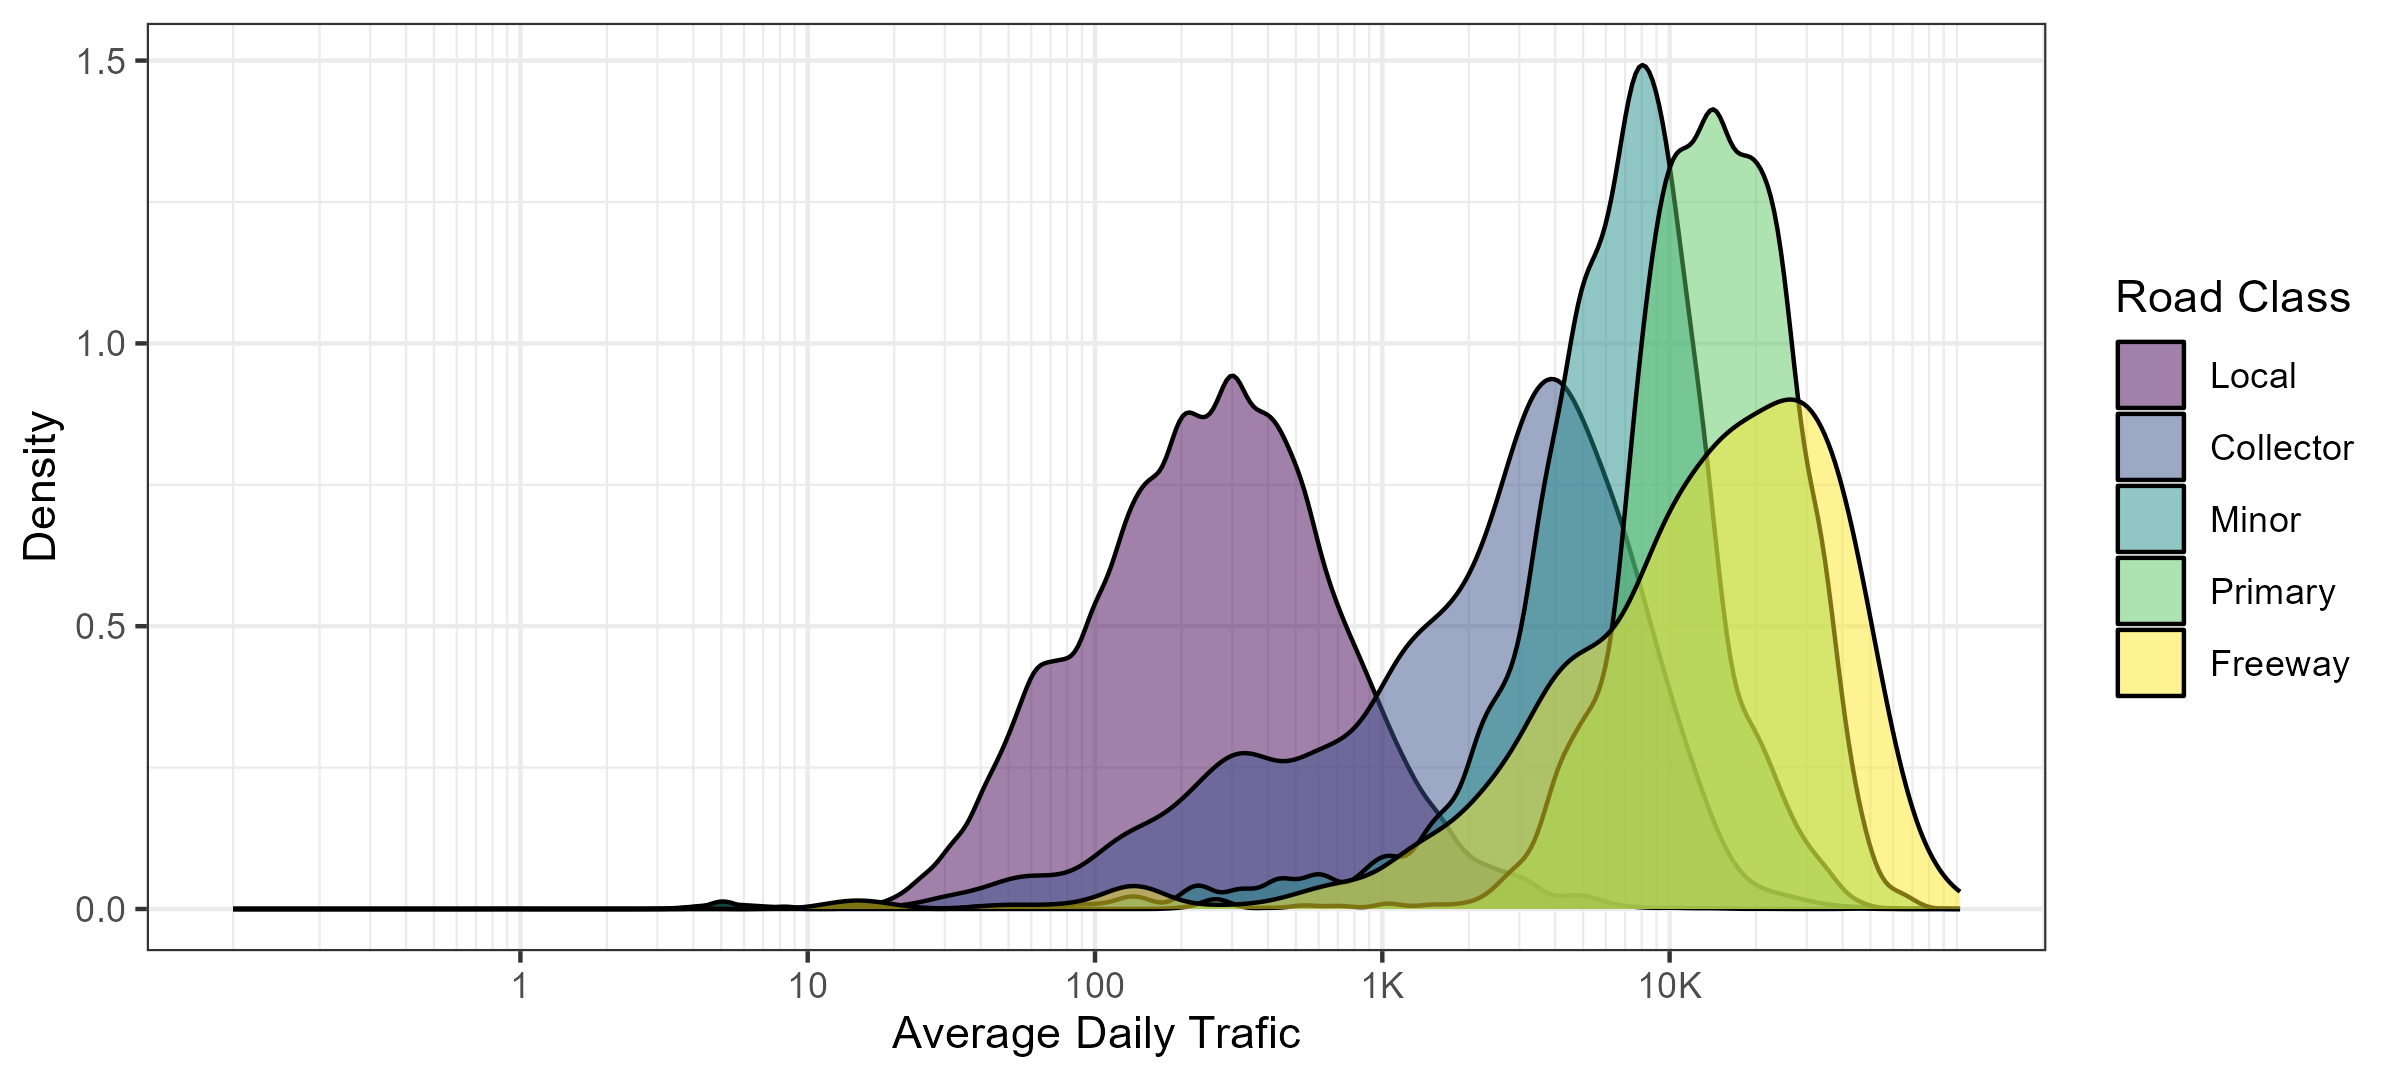 1.5
1.0
0.5
0.0
Density
1 10 100 1K 10K
Average Daily Trafic
Road Class
Local
Collector
Minor
Primary
Freeway